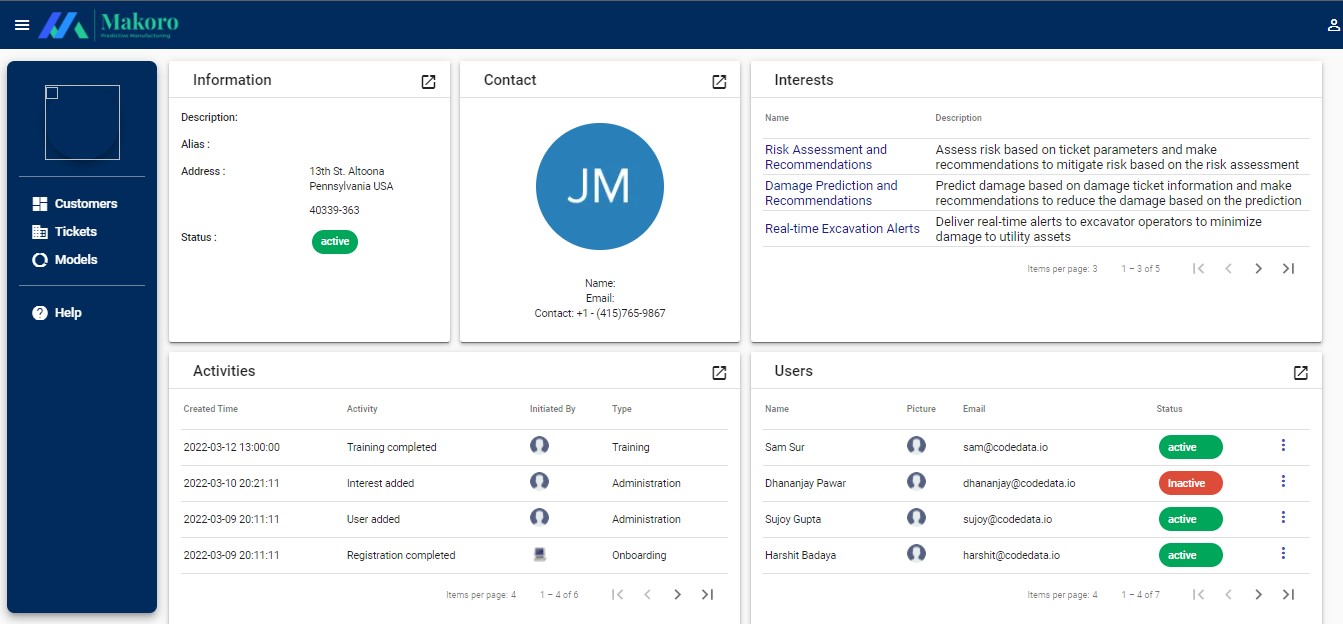 Makoro
Predictive Manufacturing
Customers
Tickets
Models
Help
Information
Description:
Alias :
Address : 13th St. Altoona
Pennsylvania USA
40339-363
Status : active
Contact
JM
Name:
Email:
Contact: +1 - (415)765-9867
Interests
Name Description
Risk Assessment and Recommendations Assess risk based on ticket parameters and make
recommendations to mitigate risk based on the risk assessment
Damage Prediction and Recommendations Predict damage based on damage ticket information and make
recommendations to reduce the damage based on the prediction
Real-time Excavation Alerts Deliver real-time alerts to excavator operators to minimize
damage to utility assets
Items per page: 3 1 – 3 of 5
Activities
Created Time Activity Initiated By Type
2022-03-12 13:00:00 Training completed Training
2022-03-10 20:21:11 Interest added Administration
2022-03-09 20:11:11 User added Administration
2022-03-09 20:11:11 Registration completed Onboarding
Items per page: 4 1 – 4 of 6
Users
Name Picture Email Status
Sam Sur sam@codedata.io active
Dhananjay Pawar dhananjay@codedata.io Inactive
Sujoy Gupta sujoy@codedata.io active
Harshit Badaya harshit@codedata.io active
Items per page: 4 1 – 4 of 7